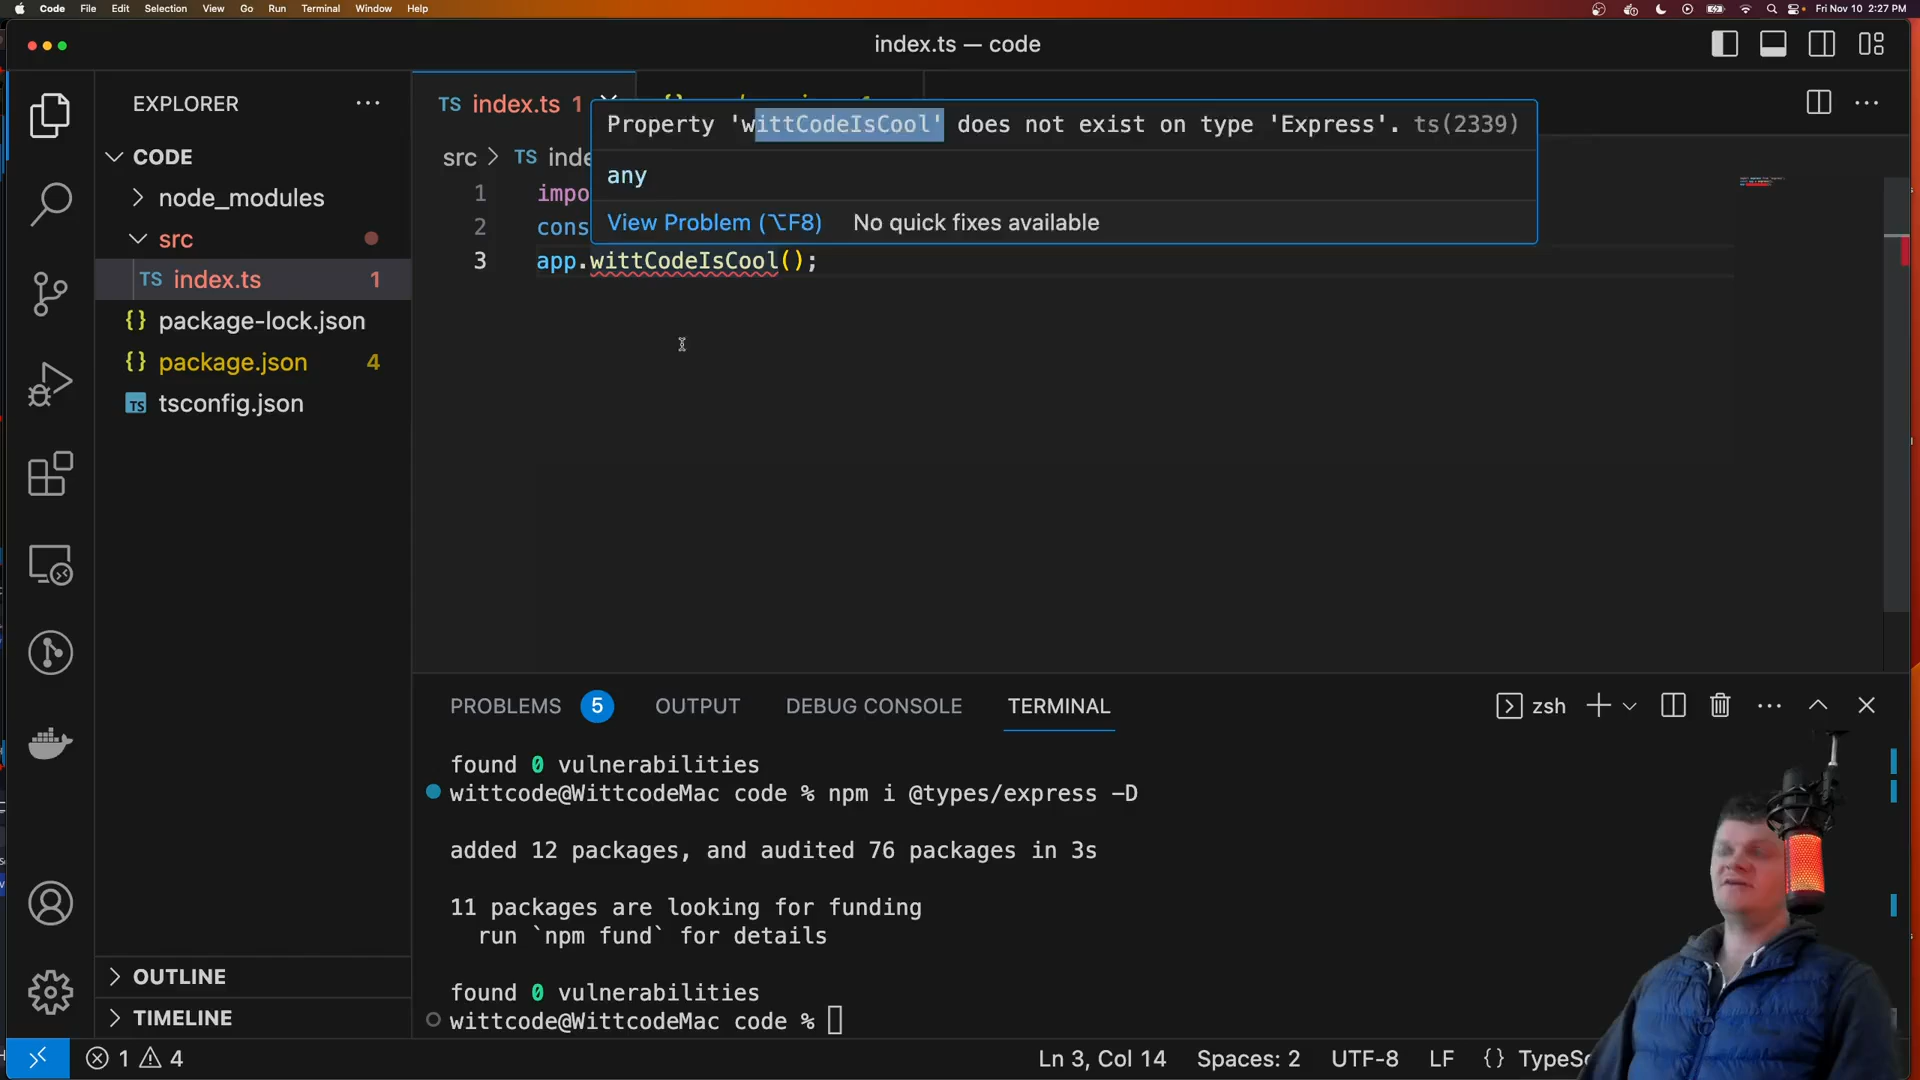 Code File Edit Selection View Go Run Terminal Window Help Fri Nov 10 2:27 PM
index.ts — code
EXPLORER
CODE
node_modules
src
TS index.ts 1
package-lock.json
package.json 4
TS tsconfig.json
OUTLINE
TIMELINE
TS index.ts 1
Property 'wittCodeIsCool' does not exist on type 'Express'. ts(2339)
any
View Problem (⌥F8) No quick fixes available
src > TS inde
1 impo
2 cons
3 app.wittCodeIsCool();
PROBLEMS 5 OUTPUT DEBUG CONSOLE TERMINAL zsh
found 0 vulnerabilities
wittcode@WittcodeMac code % npm i @types/express -D
added 12 packages, and audited 76 packages in 3s
11 packages are looking for funding
run `npm fund` for details
found 0 vulnerabilities
wittcode@WittcodeMac code %
1 4 Ln 3, Col 14 Spaces: 2 UTF-8 LF {} TypeSc